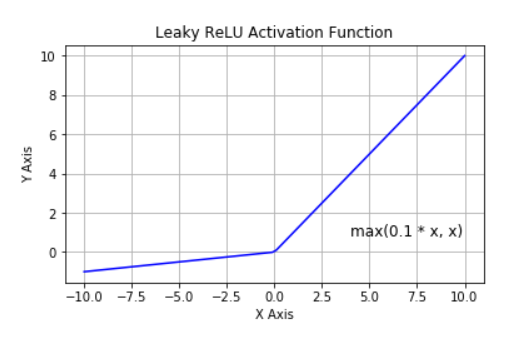 Leaky ReLU Activation Function
10
8
6
4
2
0
Y Axis
max(0.1 * x, x)
−10.0 −7.5 −5.0 −2.5 0.0 2.5 5.0 7.5 10.0
X Axis